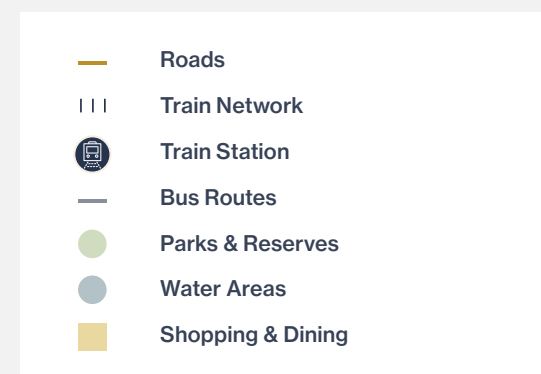 Roads
Train Network
Train Station
Bus Routes
Parks & Reserves
Water Areas
Shopping & Dining